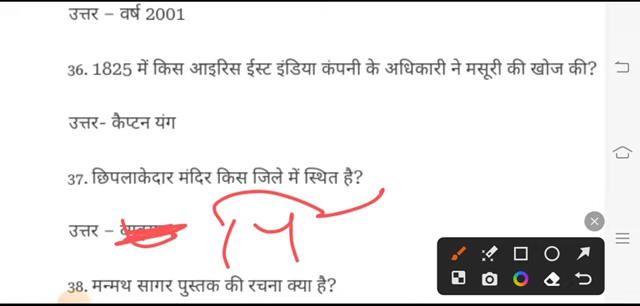 उत्तर – वर्ष 2001
36. 1825 में किस आइरिस ईस्ट इंडिया कंपनी के अधिकारी ने मसूरी की खोज की?
उत्तर- कैप्टन यंग
37. छिपलाकेदार मंदिर किस जिले में स्थित है?
उत्तर – पि
38. मन्मथ सागर पुस्तक की रचना क्या है?